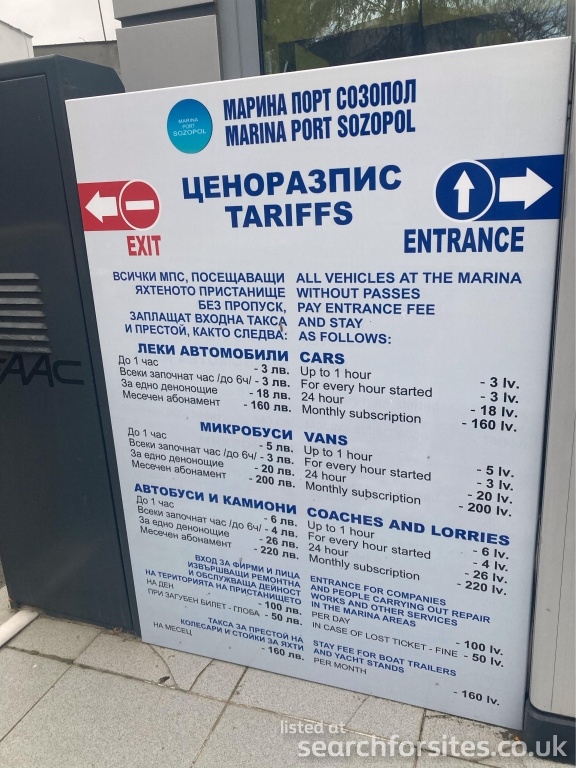 MARINA
PORT
SOZOPOL
МАРИНА ПОРТ СОЗОПОЛ
MARINA PORT SOZOPOL
ЦЕНОРАЗПИС
TARIFFS
EXIT
ENTRANCE
ВСИЧКИ МПС, ПОСЕЩАВАЩИ
ЯХТЕНОТО ПРИСТАНИЩЕ
БЕЗ ПРОПУСК,
ЗАПЛАЩАТ ВХОДНА ТАКСА
И ПРЕСТОЙ, КАКТО СЛЕДВА:
ALL VEHICLES AT THE MARINA
WITHOUT PASSES
PAY ENTRANCE FEE
AND STAY
AS FOLLOWS:
ЛЕКИ АВТОМОБИЛИ
До 1 час - 3 лв.
Всеки започнат час /до 6ч/ - 3 лв.
За едно денонощие - 18 лв.
Месечен абонамент - 160 лв.
CARS
Up to 1 hour - 3 lv.
For every hour started - 3 lv.
24 hour - 18 lv.
Monthly subscription - 160 lv.
МИКРОБУСИ
До 1 час - 5 лв.
Всеки започнат час /до 6ч/ - 3 лв.
За едно денонощие - 20 лв.
Месечен абонамент - 200 лв.
VANS
Up to 1 hour - 5 lv.
For every hour started - 3 lv.
24 hour - 20 lv.
Monthly subscription - 200 lv.
АВТОБУСИ И КАМИОНИ
До 1 час - 6 лв.
Всеки започнат час /до 6ч/ - 4 лв.
За едно денонощие - 26 лв.
Месечен абонамент - 220 лв.
COACHES AND LORRIES
Up to 1 hour - 6 lv.
For every hour started - 4 lv.
24 hour - 26 lv.
Monthly subscription - 220 lv.
ВХОД ЗА ФИРМИ И ЛИЦА
ИЗВЪРШВАЩИ РЕМОНТНА
И ОБСЛУЖВАЩА ДЕЙНОСТ
НА ТЕРИТОРИЯТА НА ПРИСТАНИЩЕТО
НА ДЕН - 100 лв.
ПРИ ЗАГУБЕН БИЛЕТ - ГЛОБА - 50 лв.
ТАКСА ЗА ПРЕСТОЙ НА
КОЛЕСАРИ И СТОЙКИ ЗА ЯХТИ
НА МЕСЕЦ - 160 лв.
ENTRANCE FOR COMPANIES
AND PEOPLE CARRYING OUT REPAIR
WORKS AND OTHER SERVICES
IN THE MARINA AREAS
PER DAY - 100 lv.
IN CASE OF LOST TICKET - FINE - 50 lv.
STAY FEE FOR BOAT TRAILERS
AND YACHT STANDS
PER MONTH - 160 lv.
FAAC
listed at
searchforsites.co.uk